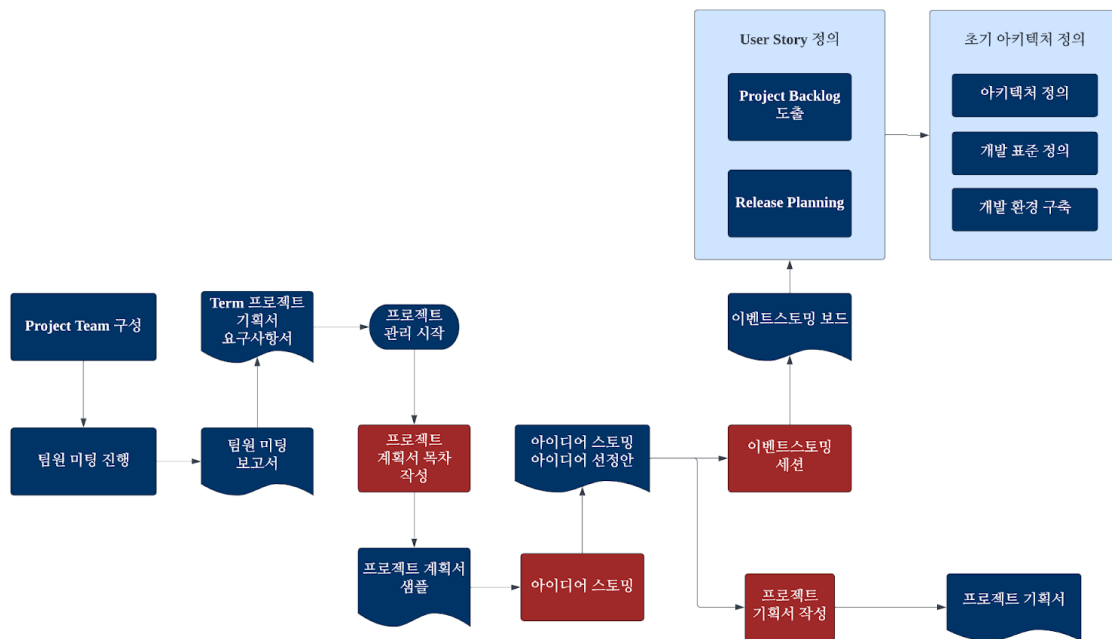 User Story 정의
Project Backlog
도출
Release Planning
초기 아키텍처 정의
아키텍처 정의
개발 표준 정의
개발 환경 구축
Project Team 구성
Term 프로젝트
기획서
요구사항서
프로젝트
관리 시작
이벤트스토밍 보드
팀원 미팅 진행
팀원 미팅
보고서
프로젝트
계획서 목차
작성
아이디어 스토밍
아이디어 선정안
이벤트스토밍
세션
프로젝트 계획서
샘플
아이디어 스토밍
프로젝트
기획서 작성
프로젝트 기획서